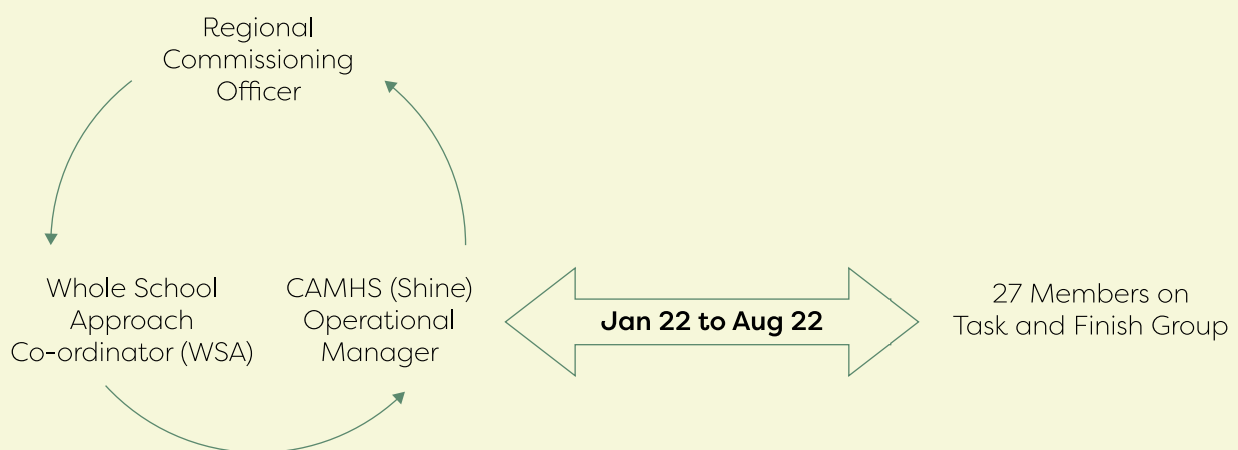 Regional
Commissioning
Officer
Whole School
Approach
Co-ordinator (WSA)
CAMHS (Shine)
Operational
Manager
Jan 22 to Aug 22
27 Members on
Task and Finish Group